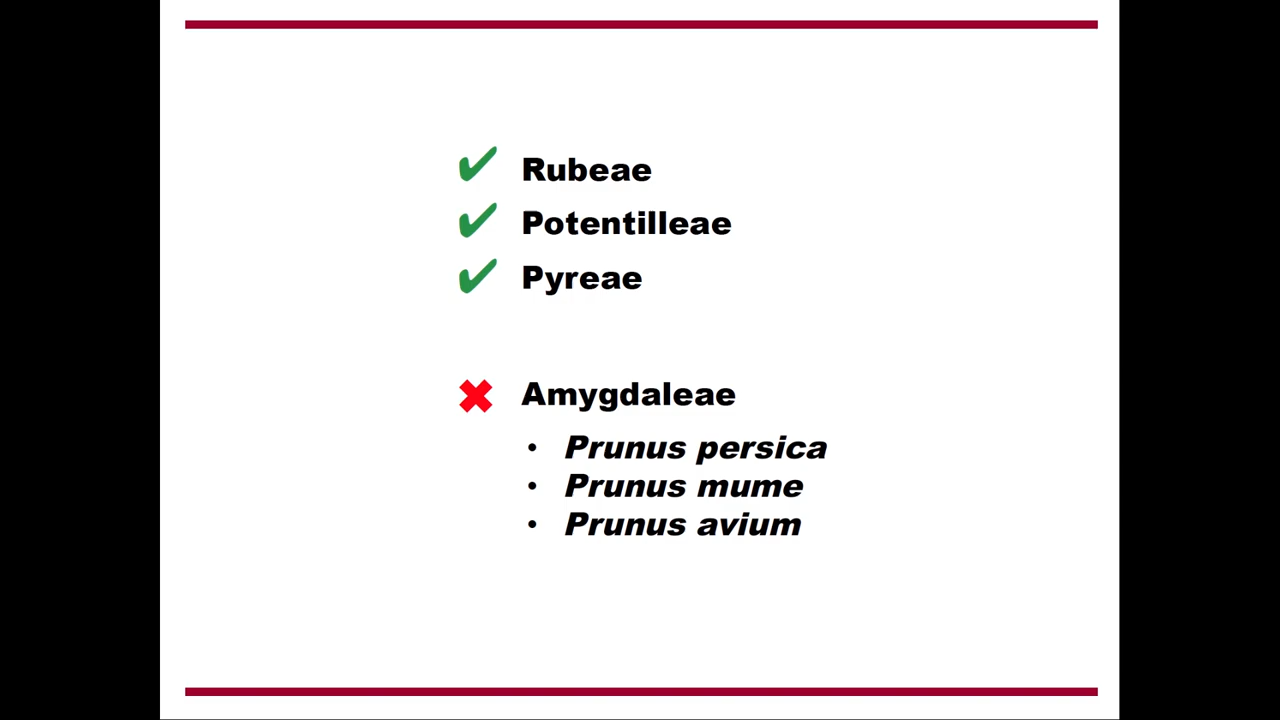 ✔ Rubeae
✔ Potentilleae
✔ Pyreae
✖ Amygdaleae
• Prunus persica
• Prunus mume
• Prunus avium